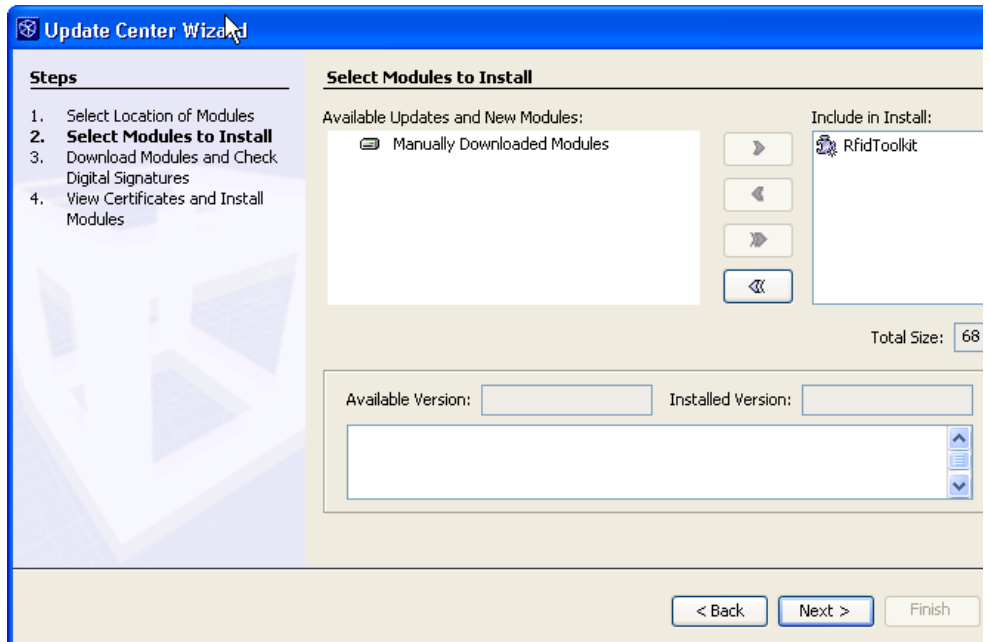 Update Center Wizard
Steps
1. Select Location of Modules
2. Select Modules to Install
3. Download Modules and Check
Digital Signatures
4. View Certificates and Install
Modules
Select Modules to Install
Available Updates and New Modules:
Manually Downloaded Modules
Include in Install:
RfidToolkit
Total Size: 68
Available Version:
Installed Version:
< Back
Next >
Finish